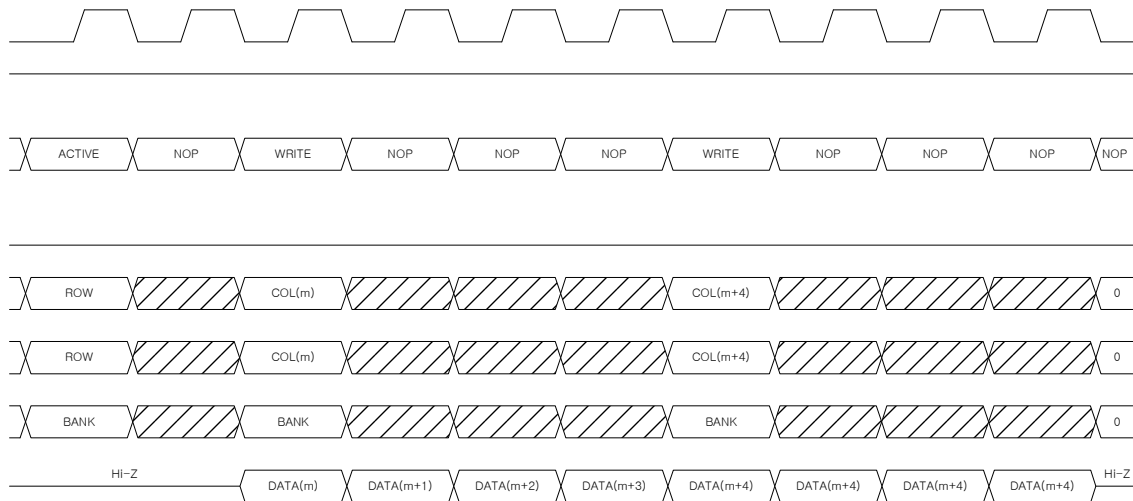 ACTIVE NOP WRITE NOP NOP NOP WRITE NOP NOP NOP NOP
ROW COL(m) COL(m+4) 0
ROW COL(m) COL(m+4) 0
BANK BANK BANK 0
Hi-Z DATA(m) DATA(m+1) DATA(m+2) DATA(m+3) DATA(m+4) DATA(m+4) DATA(m+4) DATA(m+4) Hi-Z